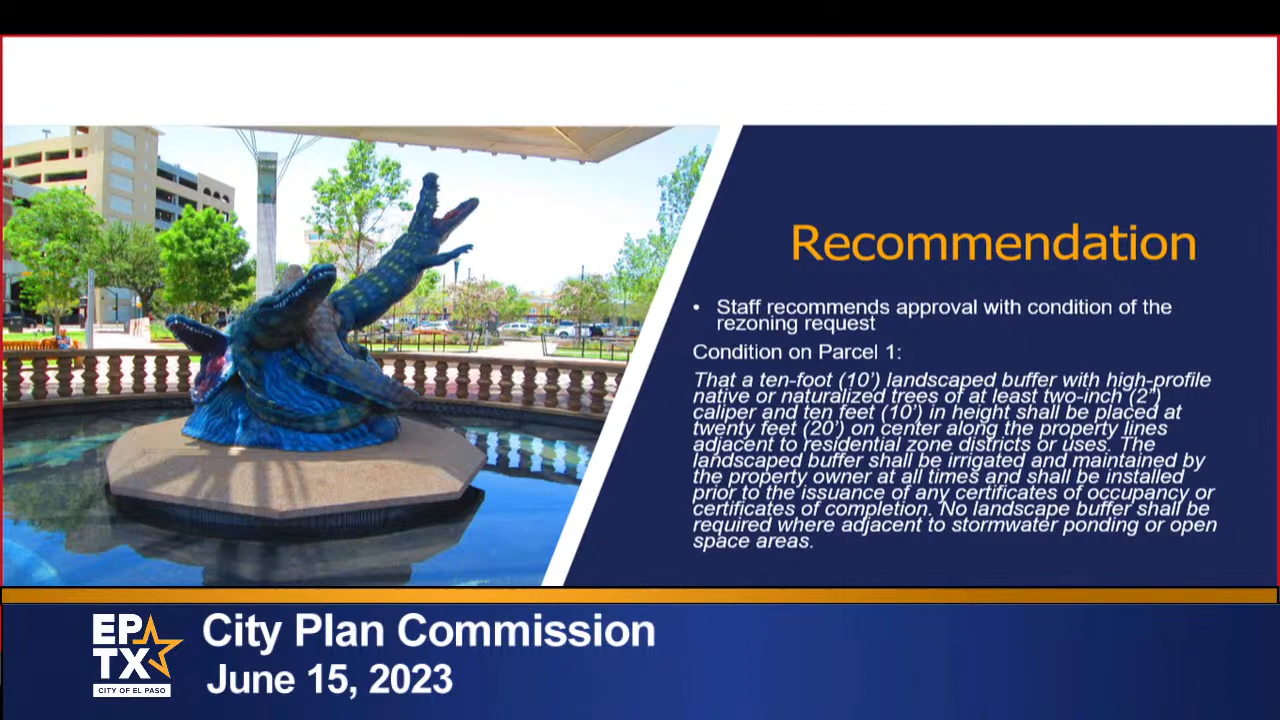 Recommendation
• Staff recommends approval with condition of the
rezoning request
Condition on Parcel 1:
That a ten-foot (10') landscaped buffer with high-profile
native or naturalized trees of at least two-inch (2")
caliper and ten feet (10') in height shall be placed at
twenty feet (20') on center along the property lines
adjacent to residential zone districts or uses. The
landscaped buffer shall be irrigated and maintained by
the property owner at all times and shall be installed
prior to the issuance of any certificates of occupancy or
certificates of completion. No landscape buffer shall be
required where adjacent to stormwater ponding or open
space areas.
EP
TX
CITY OF EL PASO
City Plan Commission
June 15, 2023